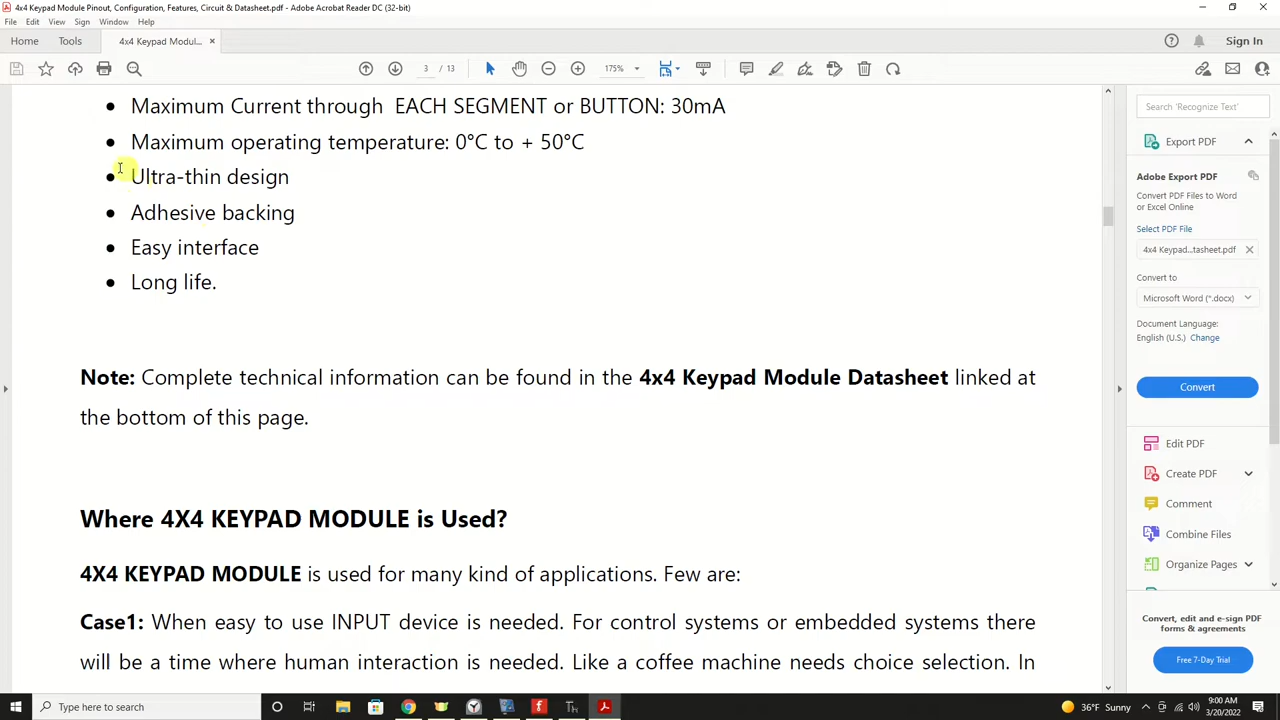 4x4 Keypad Module Pinout, Configuration, Features, Circuit & Datasheet.pdf - Adobe Acrobat Reader DC (32-bit)
File Edit View Sign Window Help
Home Tools 4x4 Keypad Modul... × Sign In
3 / 13 175%
• Maximum Current through EACH SEGMENT or BUTTON: 30mA
• Maximum operating temperature: 0°C to + 50°C
• Ultra-thin design
• Adhesive backing
• Easy interface
• Long life.
Note: Complete technical information can be found in the 4x4 Keypad Module Datasheet linked at
the bottom of this page.
Where 4X4 KEYPAD MODULE is Used?
4X4 KEYPAD MODULE is used for many kind of applications. Few are:
Case1: When easy to use INPUT device is needed. For control systems or embedded systems there
will be a time where human interaction is needed. Like a coffee machine needs choice selection. In
Search 'Recognize Text'
Export PDF
Adobe Export PDF
Convert PDF Files to Word
or Excel Online
Select PDF File
4x4 Keypad...tasheet.pdf ×
Convert to
Microsoft Word (*.docx)
Document Language:
English (U.S.) Change
Convert
Edit PDF
Create PDF
Comment
Combine Files
Organize Pages
Convert, edit and e-sign PDF
forms & agreements
Free 7-Day Trial
Type here to search
36°F Sunny
9:00 AM
3/20/2022